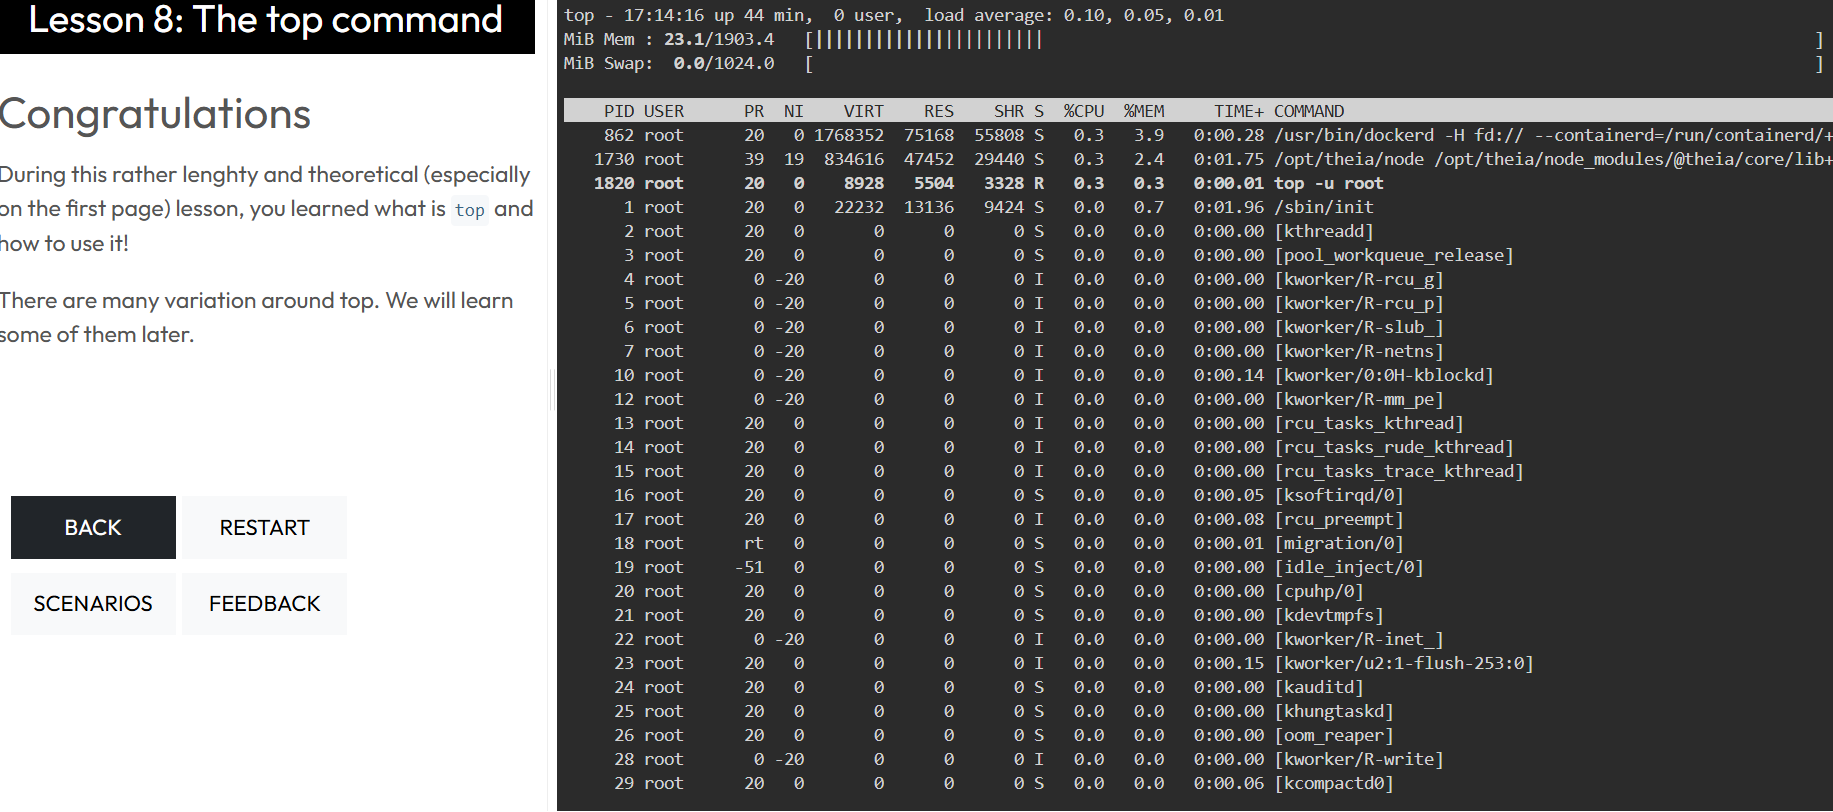 Lesson 8: The top command
Congratulations
During this rather lenghty and theoretical (especially
on the first page) lesson, you learned what is top and
how to use it!
There are many variation around top. We will learn
some of them later.
BACK
RESTART
SCENARIOS
FEEDBACK
top - 17:14:16 up 44 min,  0 user,  load average: 0.10, 0.05, 0.01
MiB Mem : 23.1/1903.4   [|||||||||||||||||||||||                                                                             ]
MiB Swap:  0.0/1024.0   [                                                                                                    ]
PID USER      PR  NI    VIRT    RES    SHR S  %CPU  %MEM     TIME+ COMMAND
862 root      20   0 1768352  75168  55808 S   0.3   3.9   0:00.28 /usr/bin/dockerd -H fd:// --containerd=/run/containerd/+
1730 root      39  19  834616  47452  29440 S   0.3   2.4   0:01.75 /opt/theia/node /opt/theia/node_modules/@theia/core/lib+
1820 root      20   0    8928   5504   3328 R   0.3   0.3   0:00.01 top -u root
1 root      20   0   22232  13136   9424 S   0.0   0.7   0:01.96 /sbin/init
2 root      20   0       0      0      0 S   0.0   0.0   0:00.00 [kthreadd]
3 root      20   0       0      0      0 S   0.0   0.0   0:00.00 [pool_workqueue_release]
4 root       0 -20       0      0      0 I   0.0   0.0   0:00.00 [kworker/R-rcu_g]
5 root       0 -20       0      0      0 I   0.0   0.0   0:00.00 [kworker/R-rcu_p]
6 root       0 -20       0      0      0 I   0.0   0.0   0:00.00 [kworker/R-slub_]
7 root       0 -20       0      0      0 I   0.0   0.0   0:00.00 [kworker/R-netns]
10 root       0 -20       0      0      0 I   0.0   0.0   0:00.14 [kworker/0:0H-kblockd]
12 root       0 -20       0      0      0 I   0.0   0.0   0:00.00 [kworker/R-mm_pe]
13 root      20   0       0      0      0 I   0.0   0.0   0:00.00 [rcu_tasks_kthread]
14 root      20   0       0      0      0 I   0.0   0.0   0:00.00 [rcu_tasks_rude_kthread]
15 root      20   0       0      0      0 I   0.0   0.0   0:00.00 [rcu_tasks_trace_kthread]
16 root      20   0       0      0      0 S   0.0   0.0   0:00.05 [ksoftirqd/0]
17 root      20   0       0      0      0 I   0.0   0.0   0:00.08 [rcu_preempt]
18 root      rt   0       0      0      0 S   0.0   0.0   0:00.01 [migration/0]
19 root     -51   0       0      0      0 S   0.0   0.0   0:00.00 [idle_inject/0]
20 root      20   0       0      0      0 S   0.0   0.0   0:00.00 [cpuhp/0]
21 root      20   0       0      0      0 S   0.0   0.0   0:00.00 [kdevtmpfs]
22 root       0 -20       0      0      0 I   0.0   0.0   0:00.00 [kworker/R-inet_]
23 root      20   0       0      0      0 I   0.0   0.0   0:00.15 [kworker/u2:1-flush-253:0]
24 root      20   0       0      0      0 S   0.0   0.0   0:00.00 [kauditd]
25 root      20   0       0      0      0 S   0.0   0.0   0:00.00 [khungtaskd]
26 root      20   0       0      0      0 S   0.0   0.0   0:00.00 [oom_reaper]
28 root       0 -20       0      0      0 I   0.0   0.0   0:00.00 [kworker/R-write]
29 root      20   0       0      0      0 S   0.0   0.0   0:00.06 [kcompactd0]